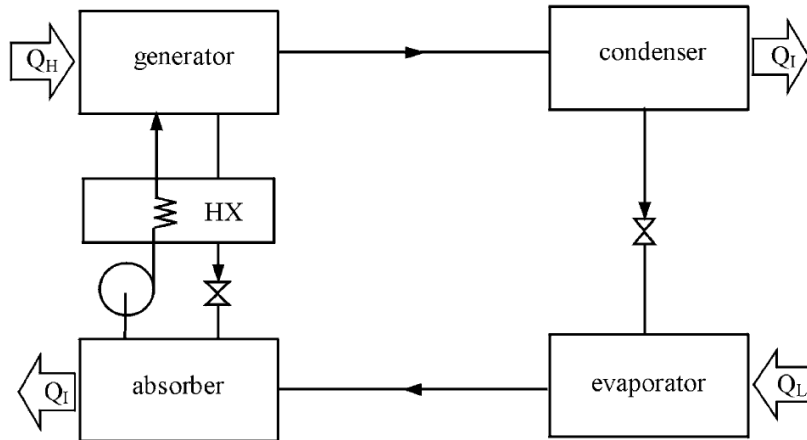 Q_H
generator
condenser
Q_I
HX
Q_I
absorber
evaporator
Q_L